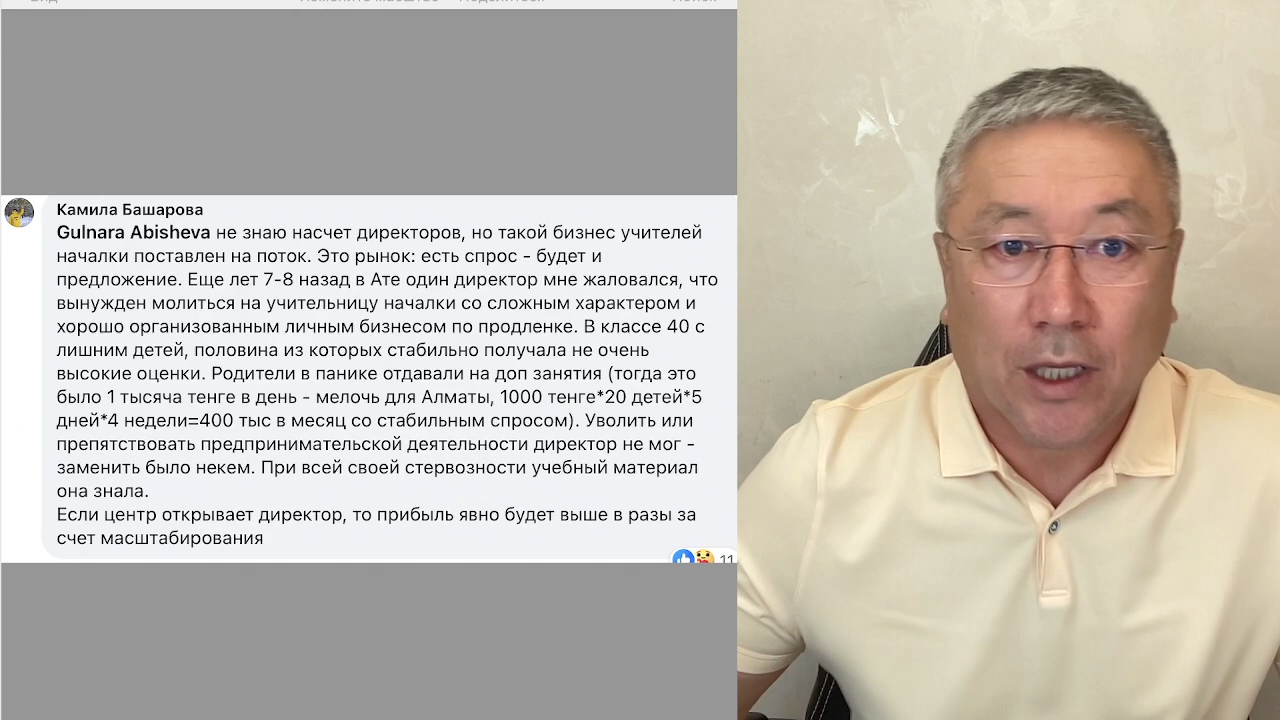 Камила Башарова
Gulnara Abisheva не знаю насчет директоров, но такой бизнес учителей
началки поставлен на поток. Это рынок: есть спрос - будет и
предложение. Еще лет 7-8 назад в Ате один директор мне жаловался, что
вынужден молиться на учительницу началки со сложным характером и
хорошо организованным личным бизнесом по продленке. В классе 40 с
лишним детей, половина из которых стабильно получала не очень
высокие оценки. Родители в панике отдавали на доп занятия (тогда это
было 1 тысяча тенге в день - мелочь для Алматы, 1000 тенге*20 детей*5
дней*4 недели=400 тыс в месяц со стабильным спросом). Уволить или
препятствовать предпринимательской деятельности директор не мог -
заменить было некем. При всей своей стервозности учебный материал
она знала.
Если центр открывает директор, то прибыль явно будет выше в разы за
счет масштабирования
11